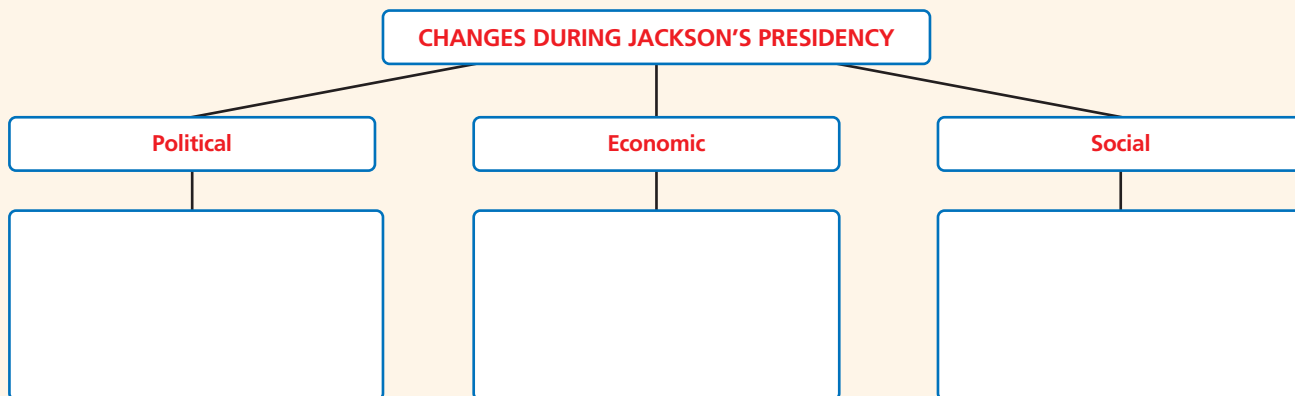 CHANGES DURING JACKSON'S PRESIDENCY
Political
Economic
Social